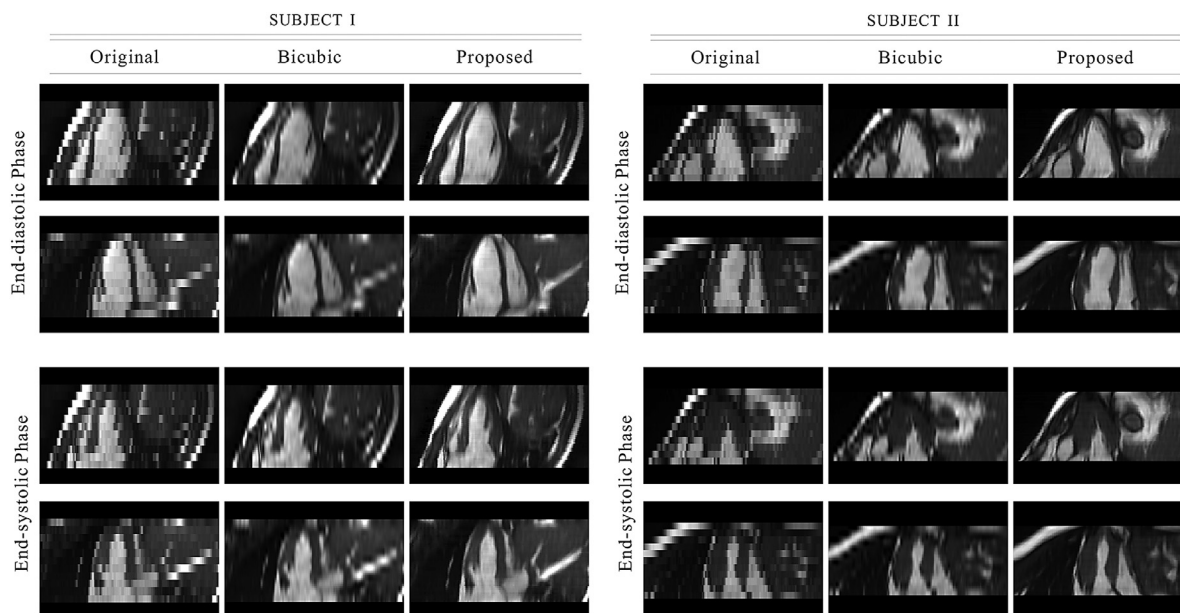 SUBJECT I
Original Bicubic Proposed
End-diastolic Phase
End-systolic Phase
SUBJECT II
Original Bicubic Proposed
End-diastolic Phase
End-systolic Phase